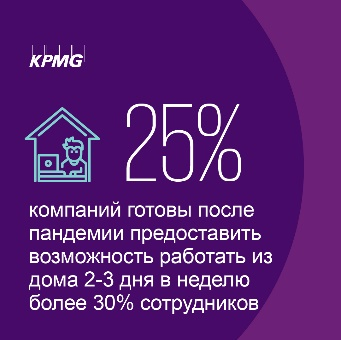 KPMG
25%
компаний готовы после
пандемии предоставить
возможность работать из
дома 2-3 дня в неделю
более 30% сотрудников